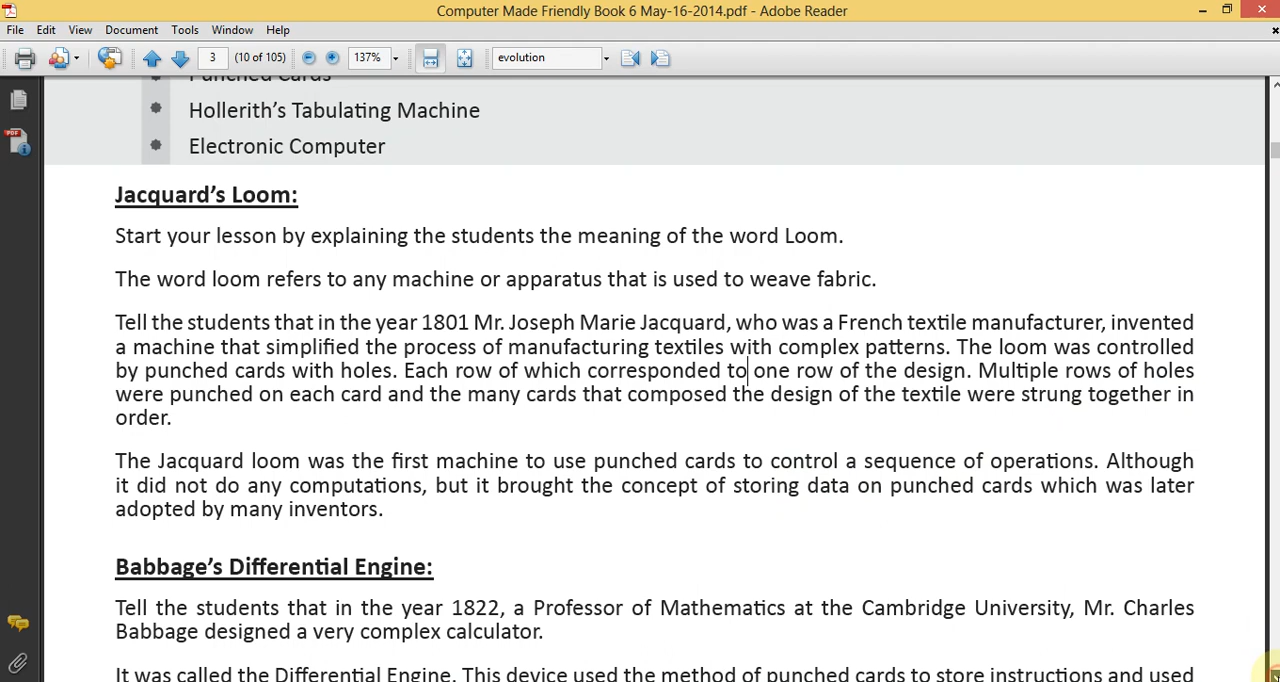 Computer Made Friendly Book 6 May-16-2014.pdf - Adobe Reader
File Edit View Document Tools Window Help
3 (10 of 105) 137% evolution
Punched Cards
Hollerith's Tabulating Machine
Electronic Computer
Jacquard's Loom:
Start your lesson by explaining the students the meaning of the word Loom.
The word loom refers to any machine or apparatus that is used to weave fabric.
Tell the students that in the year 1801 Mr. Joseph Marie Jacquard, who was a French textile manufacturer, invented
a machine that simplified the process of manufacturing textiles with complex patterns. The loom was controlled
by punched cards with holes. Each row of which corresponded to one row of the design. Multiple rows of holes
were punched on each card and the many cards that composed the design of the textile were strung together in
order.
The Jacquard loom was the first machine to use punched cards to control a sequence of operations. Although
it did not do any computations, but it brought the concept of storing data on punched cards which was later
adopted by many inventors.
Babbage's Differential Engine:
Tell the students that in the year 1822, a Professor of Mathematics at the Cambridge University, Mr. Charles
Babbage designed a very complex calculator.
It was called the Differential Engine. This device used the method of punched cards to store instructions and used